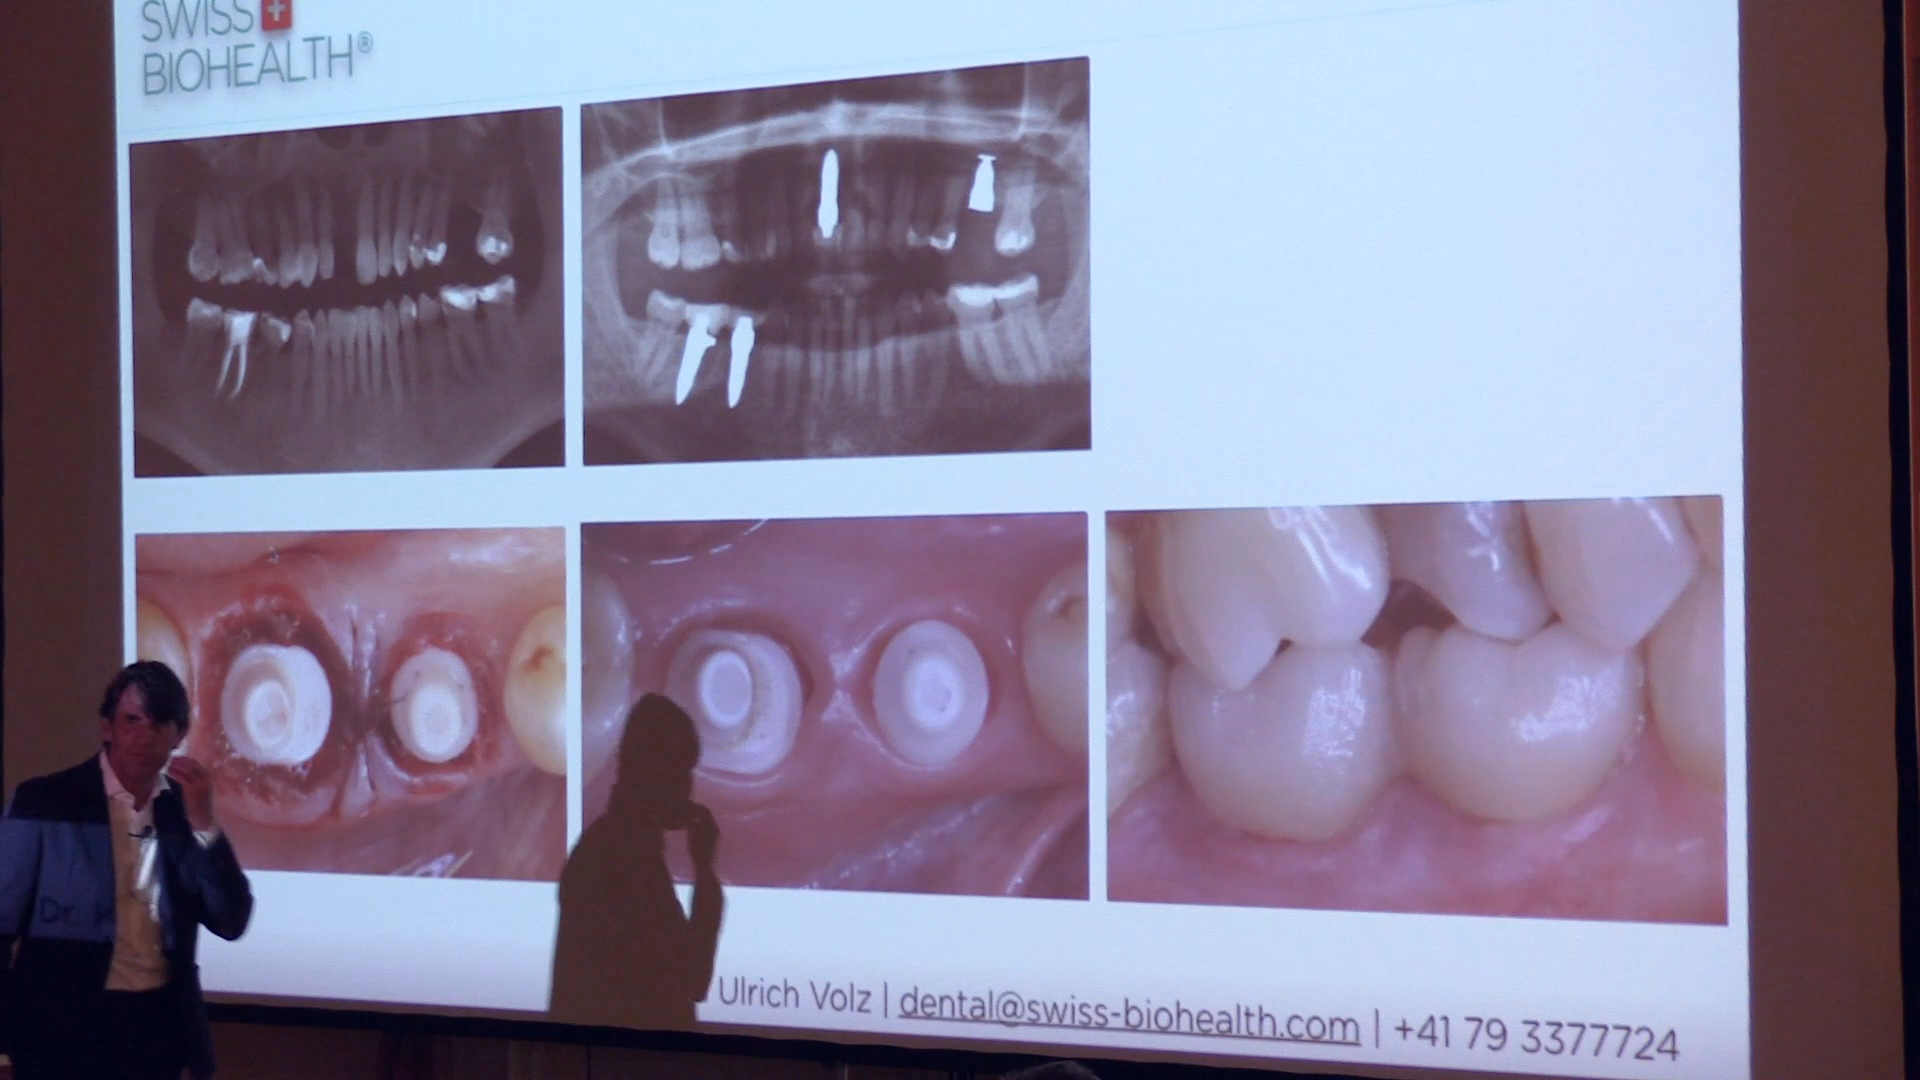 SWISS
BIOHEALTH®
Dr. K
Ulrich Volz | dental@swiss-biohealth.com | +41 79 3377724